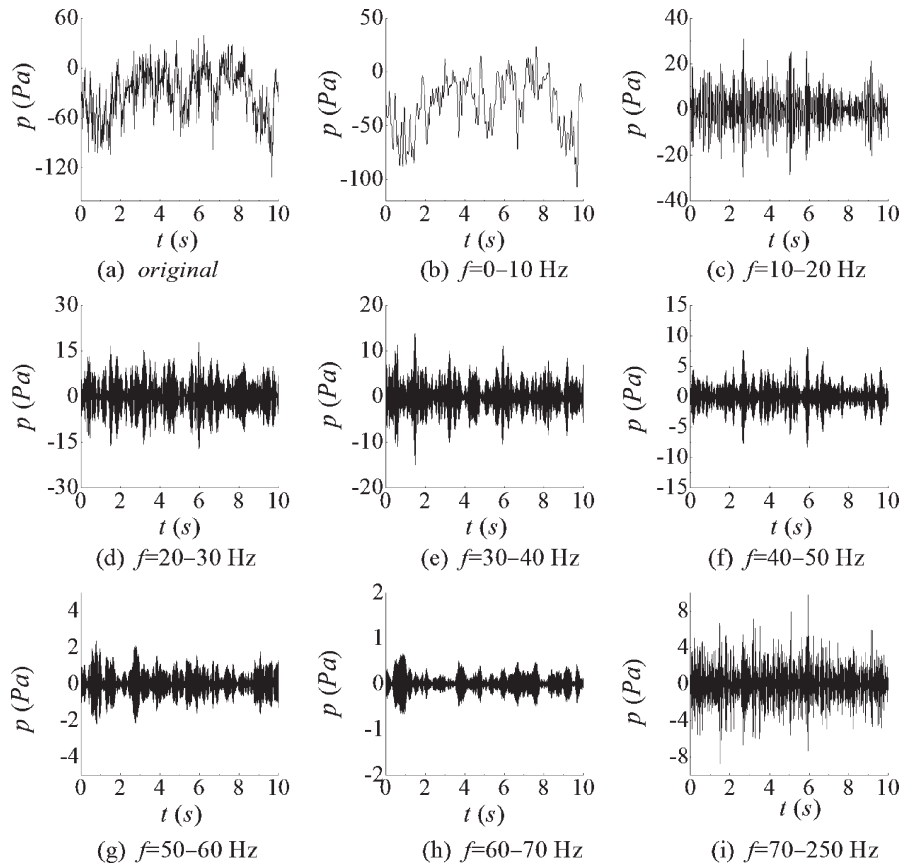 60
0
-60
-120
p (Pa)
0 2 4 6 8 10
t (s)
(a) original
50
0
-50
-100
p (Pa)
0 2 4 6 8 10
t (s)
(b) f=0–10 Hz
40
20
0
-20
-40
p (Pa)
0 2 4 6 8 10
t (s)
(c) f=10–20 Hz
30
15
0
-15
-30
p (Pa)
0 2 4 6 8 10
t (s)
(d) f=20–30 Hz
20
10
0
-10
-20
p (Pa)
0 2 4 6 8 10
t (s)
(e) f=30–40 Hz
15
10
5
0
-5
-10
-15
p (Pa)
0 2 4 6 8 10
t (s)
(f) f=40–50 Hz
4
2
0
-2
-4
p (Pa)
0 2 4 6 8 10
t (s)
(g) f=50–60 Hz
2
1
0
-1
-2
p (Pa)
0 2 4 6 8 10
t (s)
(h) f=60–70 Hz
8
4
0
-4
-8
p (Pa)
0 2 4 6 8 10
t (s)
(i) f=70–250 Hz